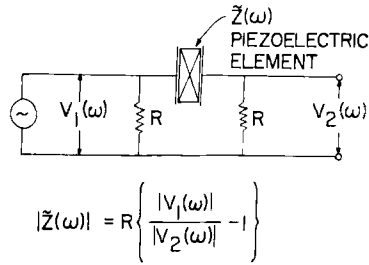 Z̃(ω)
PIEZOELECTRIC
ELEMENT
~
V₁(ω)
R
R
V₂(ω)
|Z̃(ω)| = R { |V₁(ω)| / |V₂(ω)| - 1 }